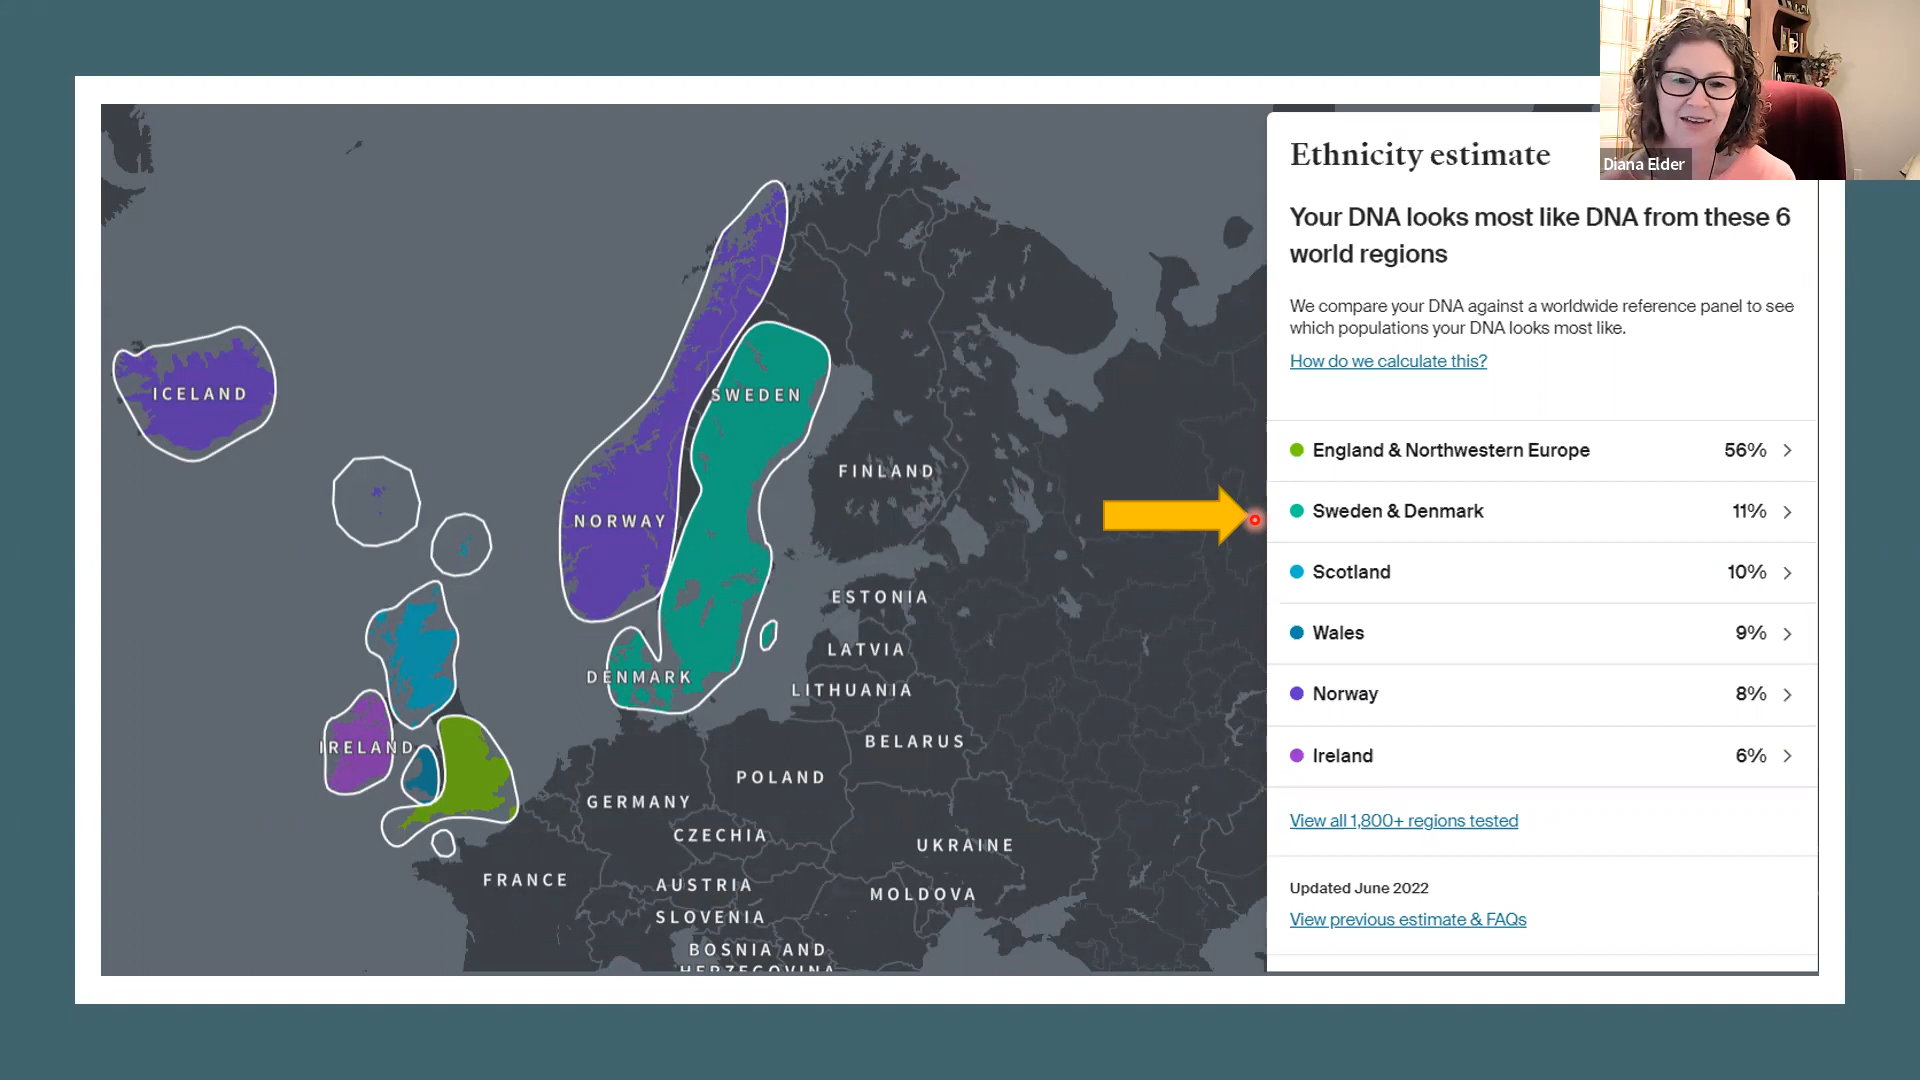 Diana Elder
Ethnicity estimate
Your DNA looks most like DNA from these 6
world regions
We compare your DNA against a worldwide reference panel to see
which populations your DNA looks most like.
How do we calculate this?
England & Northwestern Europe 56%
Sweden & Denmark 11%
Scotland 10%
Wales 9%
Norway 8%
Ireland 6%
View all 1,800+ regions tested
Updated June 2022
View previous estimate & FAQs
ICELAND
SWEDEN
FINLAND
NORWAY
ESTONIA
LATVIA
DENMARK
LITHUANIA
BELARUS
IRELAND
POLAND
GERMANY
CZECHIA
UKRAINE
FRANCE
AUSTRIA
MOLDOVA
SLOVENIA
BOSNIA AND
HERZEGOVINA